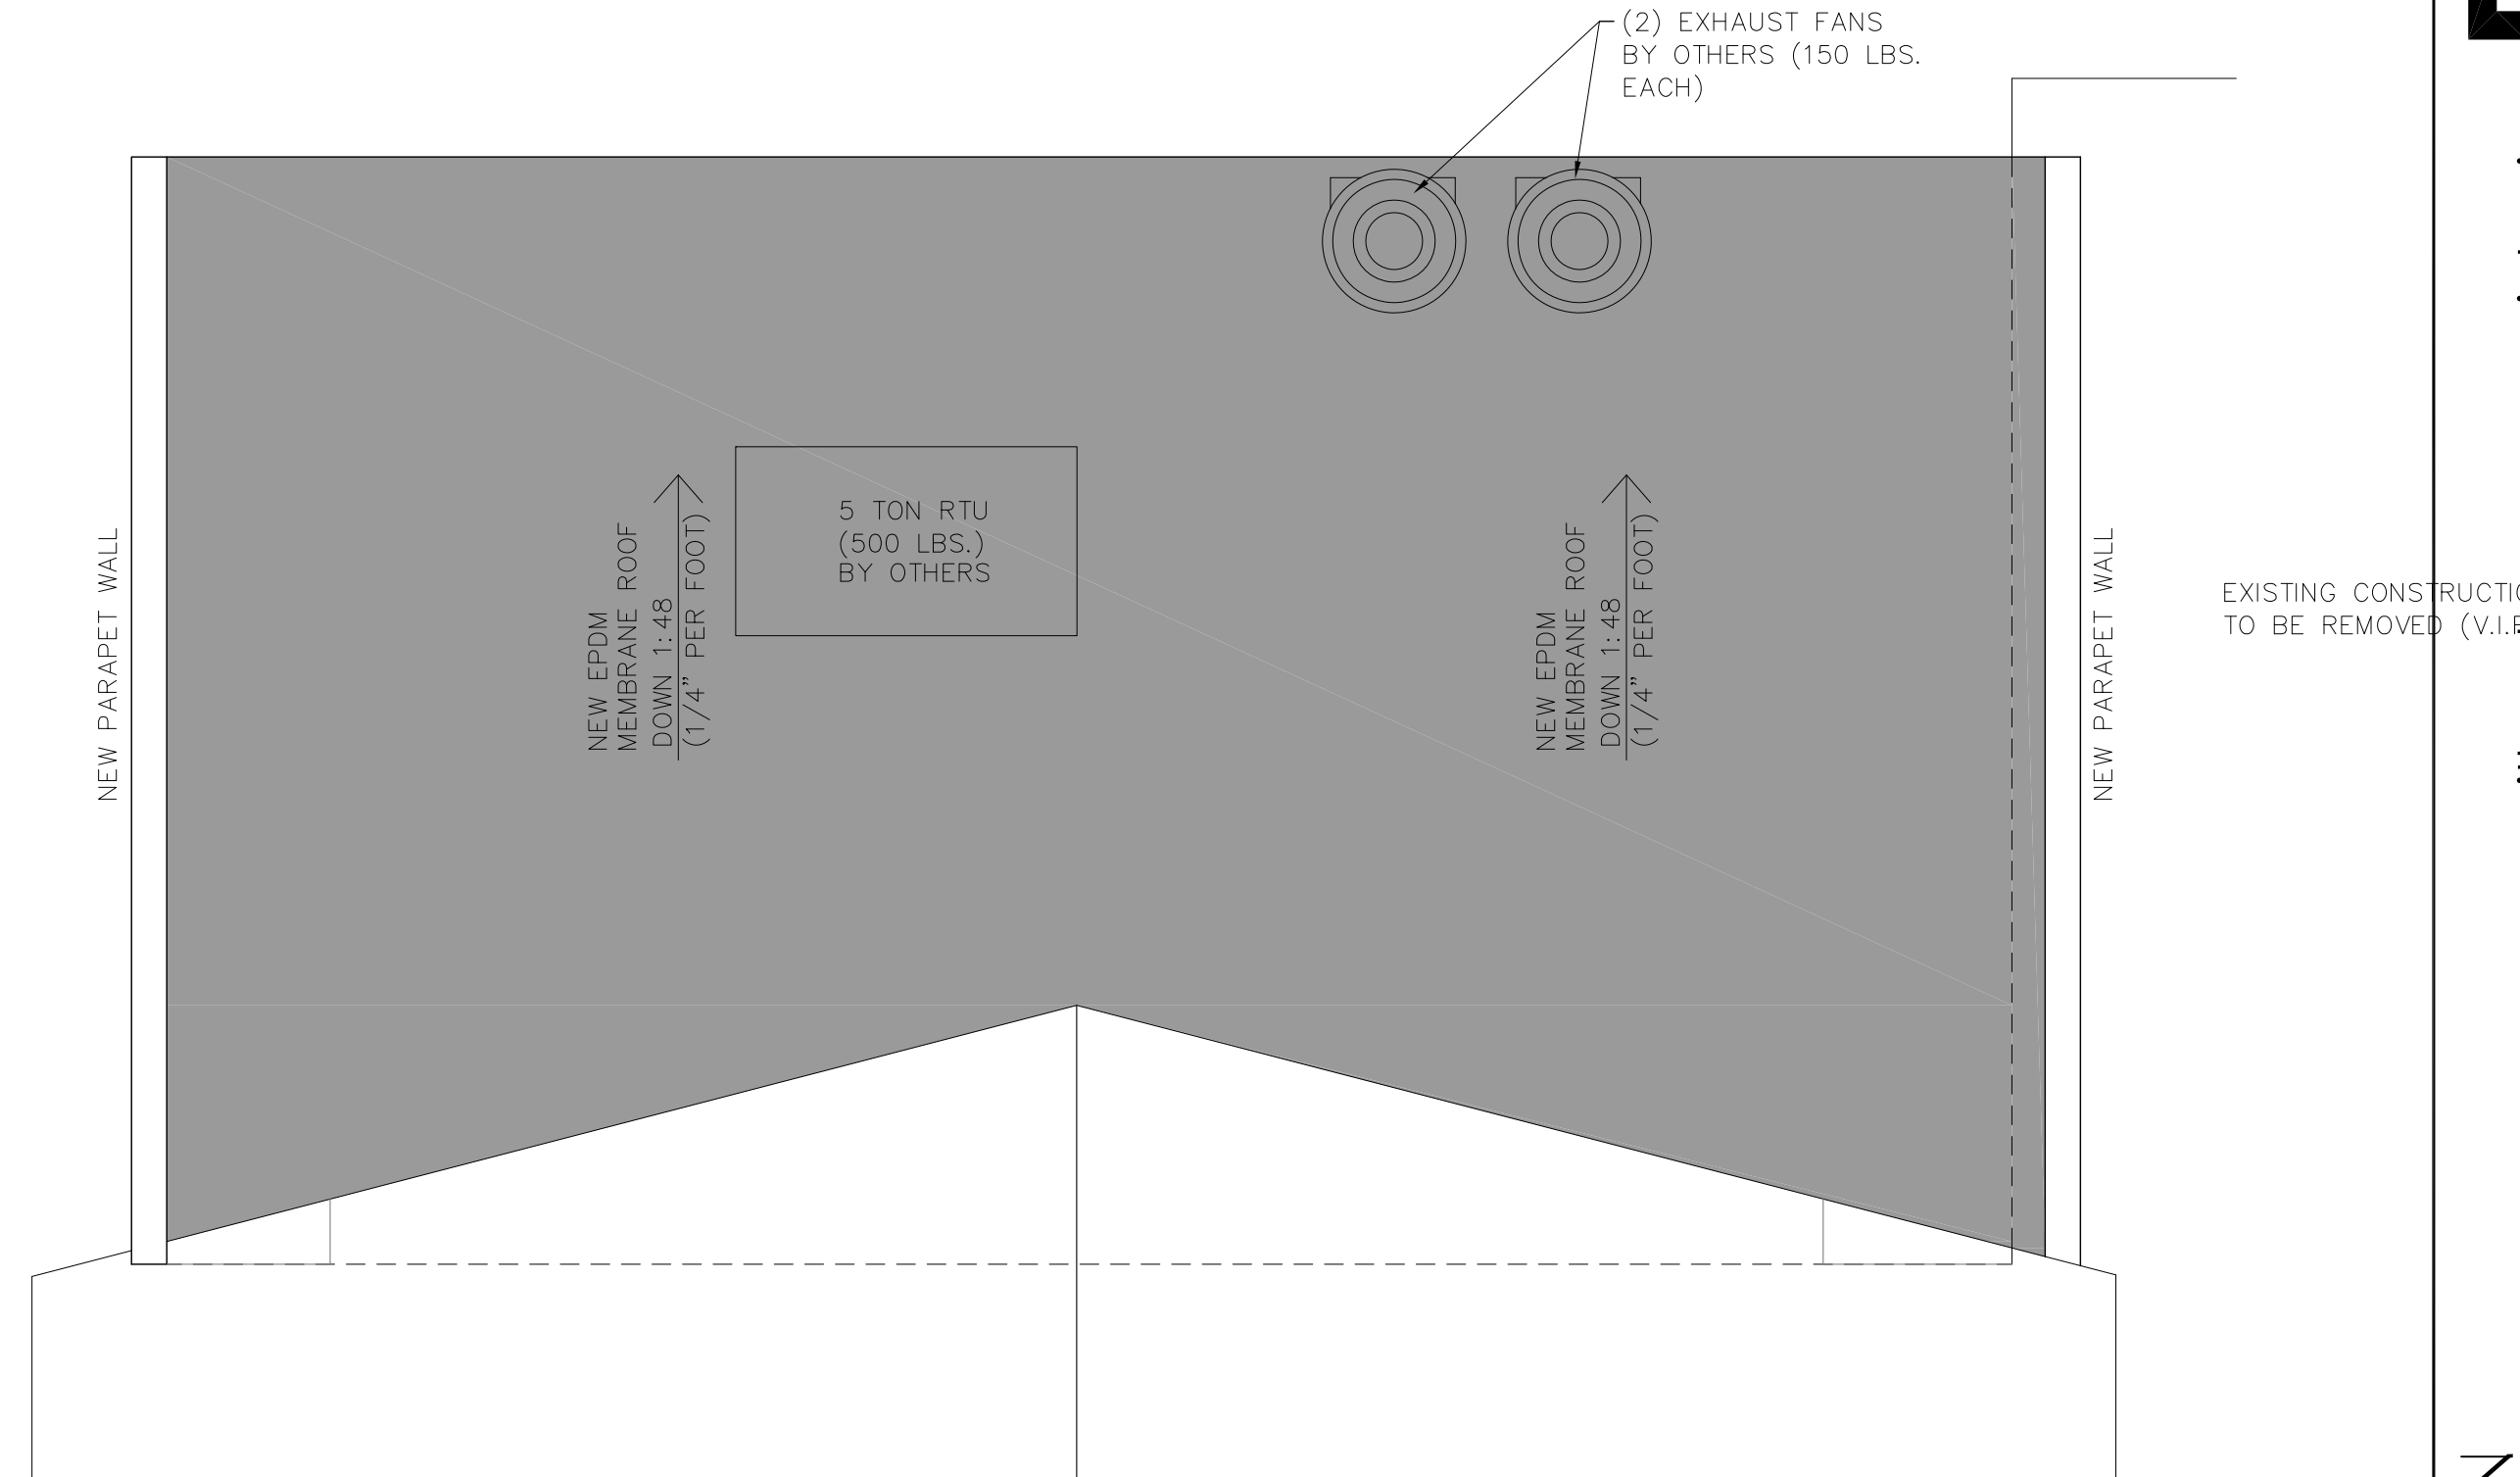 (2) EXHAUST FANS
BY OTHERS (150 LBS.
EACH)
5 TON RTU
(500 LBS.)
BY OTHERS
NEW PARAPET WALL
NEW EPDM
MEMBRANE ROOF
DOWN 1:48
(1/4" PER FOOT)
NEW EPDM
MEMBRANE ROOF
DOWN 1:48
(1/4" PER FOOT)
NEW PARAPET WALL
EXISTING CONSTRUCTIO
TO BE REMOVED (V.I.F